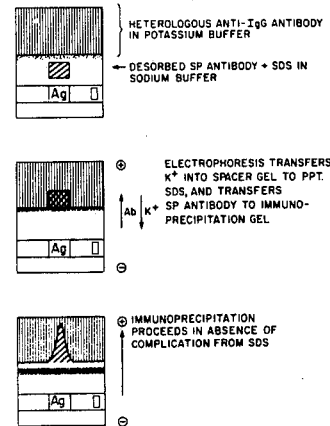 HETEROLOGOUS ANTI-IgG ANTIBODY
IN POTASSIUM BUFFER
DESORBED SP ANTIBODY + SDS IN
SODIUM BUFFER
Ag
+
ELECTROPHORESIS TRANSFERS
K+ INTO SPACER GEL TO PPT.
SDS, AND TRANSFERS
SP ANTIBODY TO IMMUNO-
PRECIPITATION GEL
Ab K+
Ag
-
+ IMMUNOPRECIPITATION
PROCEEDS IN ABSENCE OF
COMPLICATION FROM SDS
Ag
-